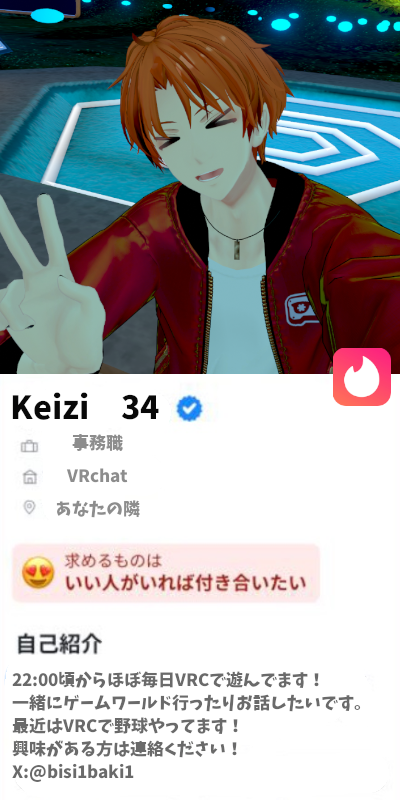 Keizi 34
事務職
VRchat
あなたの隣
求めるものは
いい人がいれば付き合いたい
自己紹介
22:00頃からほぼ毎日VRCで遊んでます！
一緒にゲームワールド行ったりお話したいです。
最近はVRCで野球やってます！
興味がある方は連絡ください！
X:@bisi1baki1